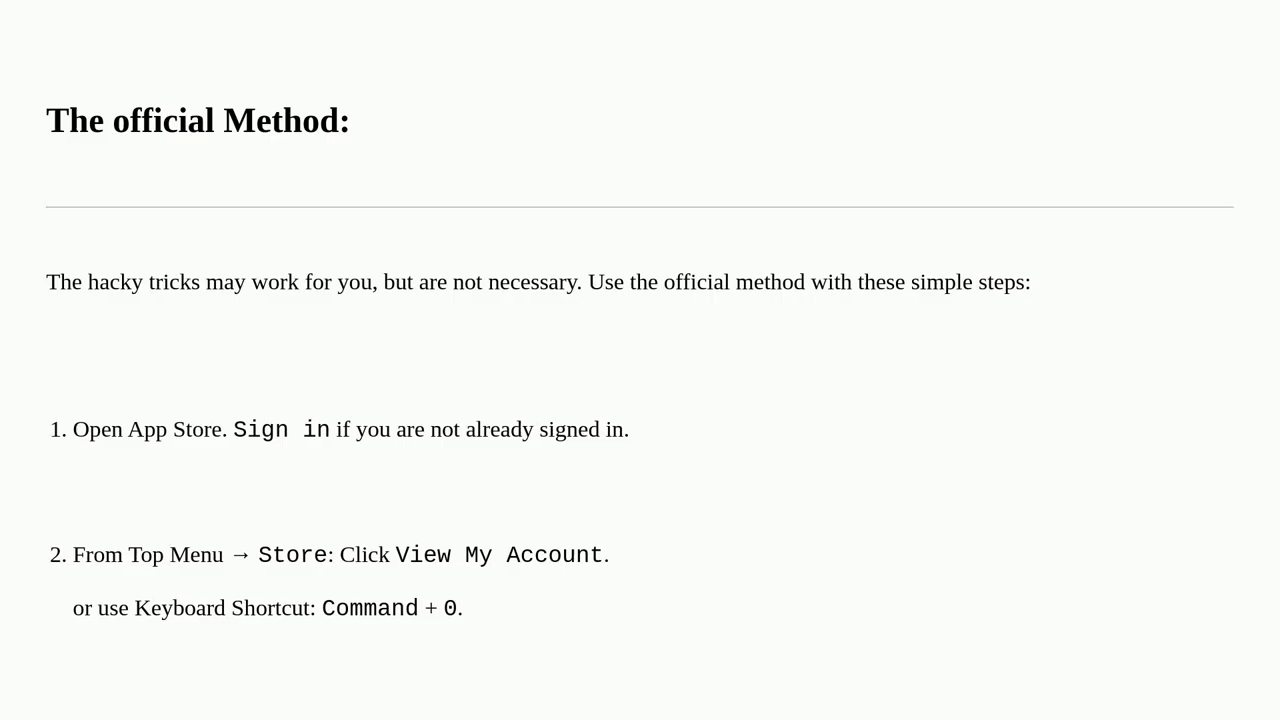 The official Method:
The hacky tricks may work for you, but are not necessary. Use the official method with these simple steps:
1. Open App Store. Sign in if you are not already signed in.
2. From Top Menu → Store: Click View My Account.
or use Keyboard Shortcut: Command + 0.